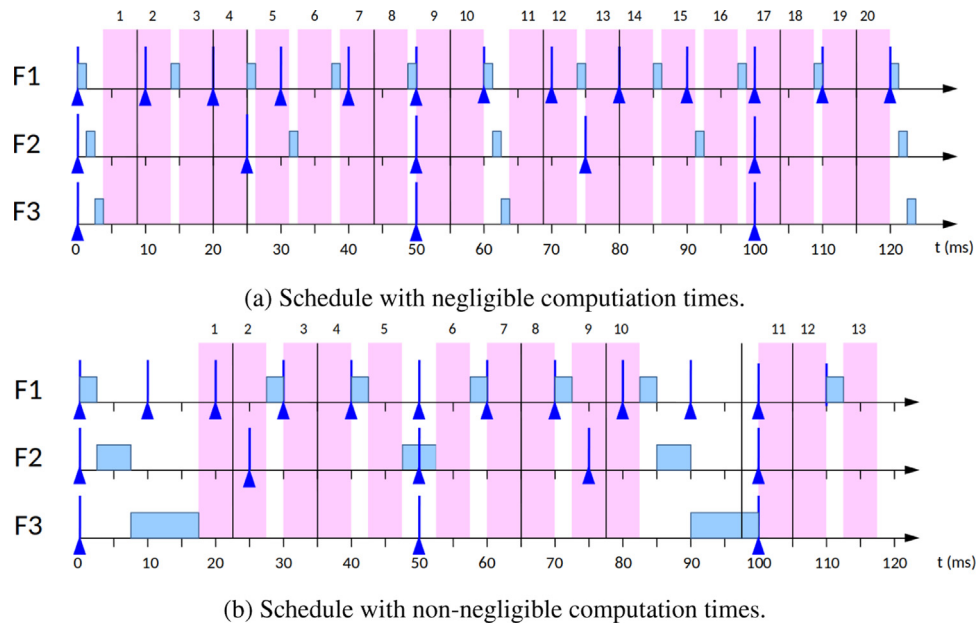 1 2 3 4 5 6 7 8 9 10 11 12 13 14 15 16 17 18 19 20
F1
F2
F3
0 10 20 30 40 50 60 70 80 90 100 110 120 t (ms)
(a) Schedule with negligible computiation times.
1 2 3 4 5 6 7 8 9 10 11 12 13
F1
F2
F3
0 10 20 30 40 50 60 70 80 90 100 110 120 t (ms)
(b) Schedule with non-negligible computation times.